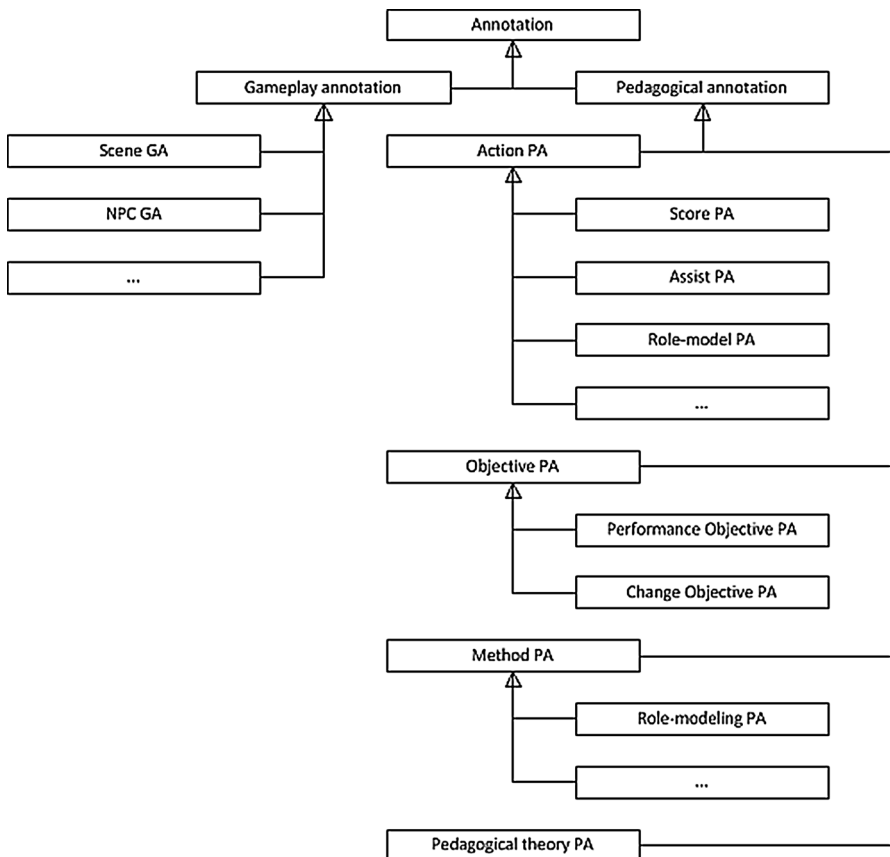 Annotation
Gameplay annotation
Pedagogical annotation
Scene GA
Action PA
NPC GA
Score PA
...
Assist PA
Role-model PA
...
Objective PA
Performance Objective PA
Change Objective PA
Method PA
Role-modeling PA
...
Pedagogical theory PA